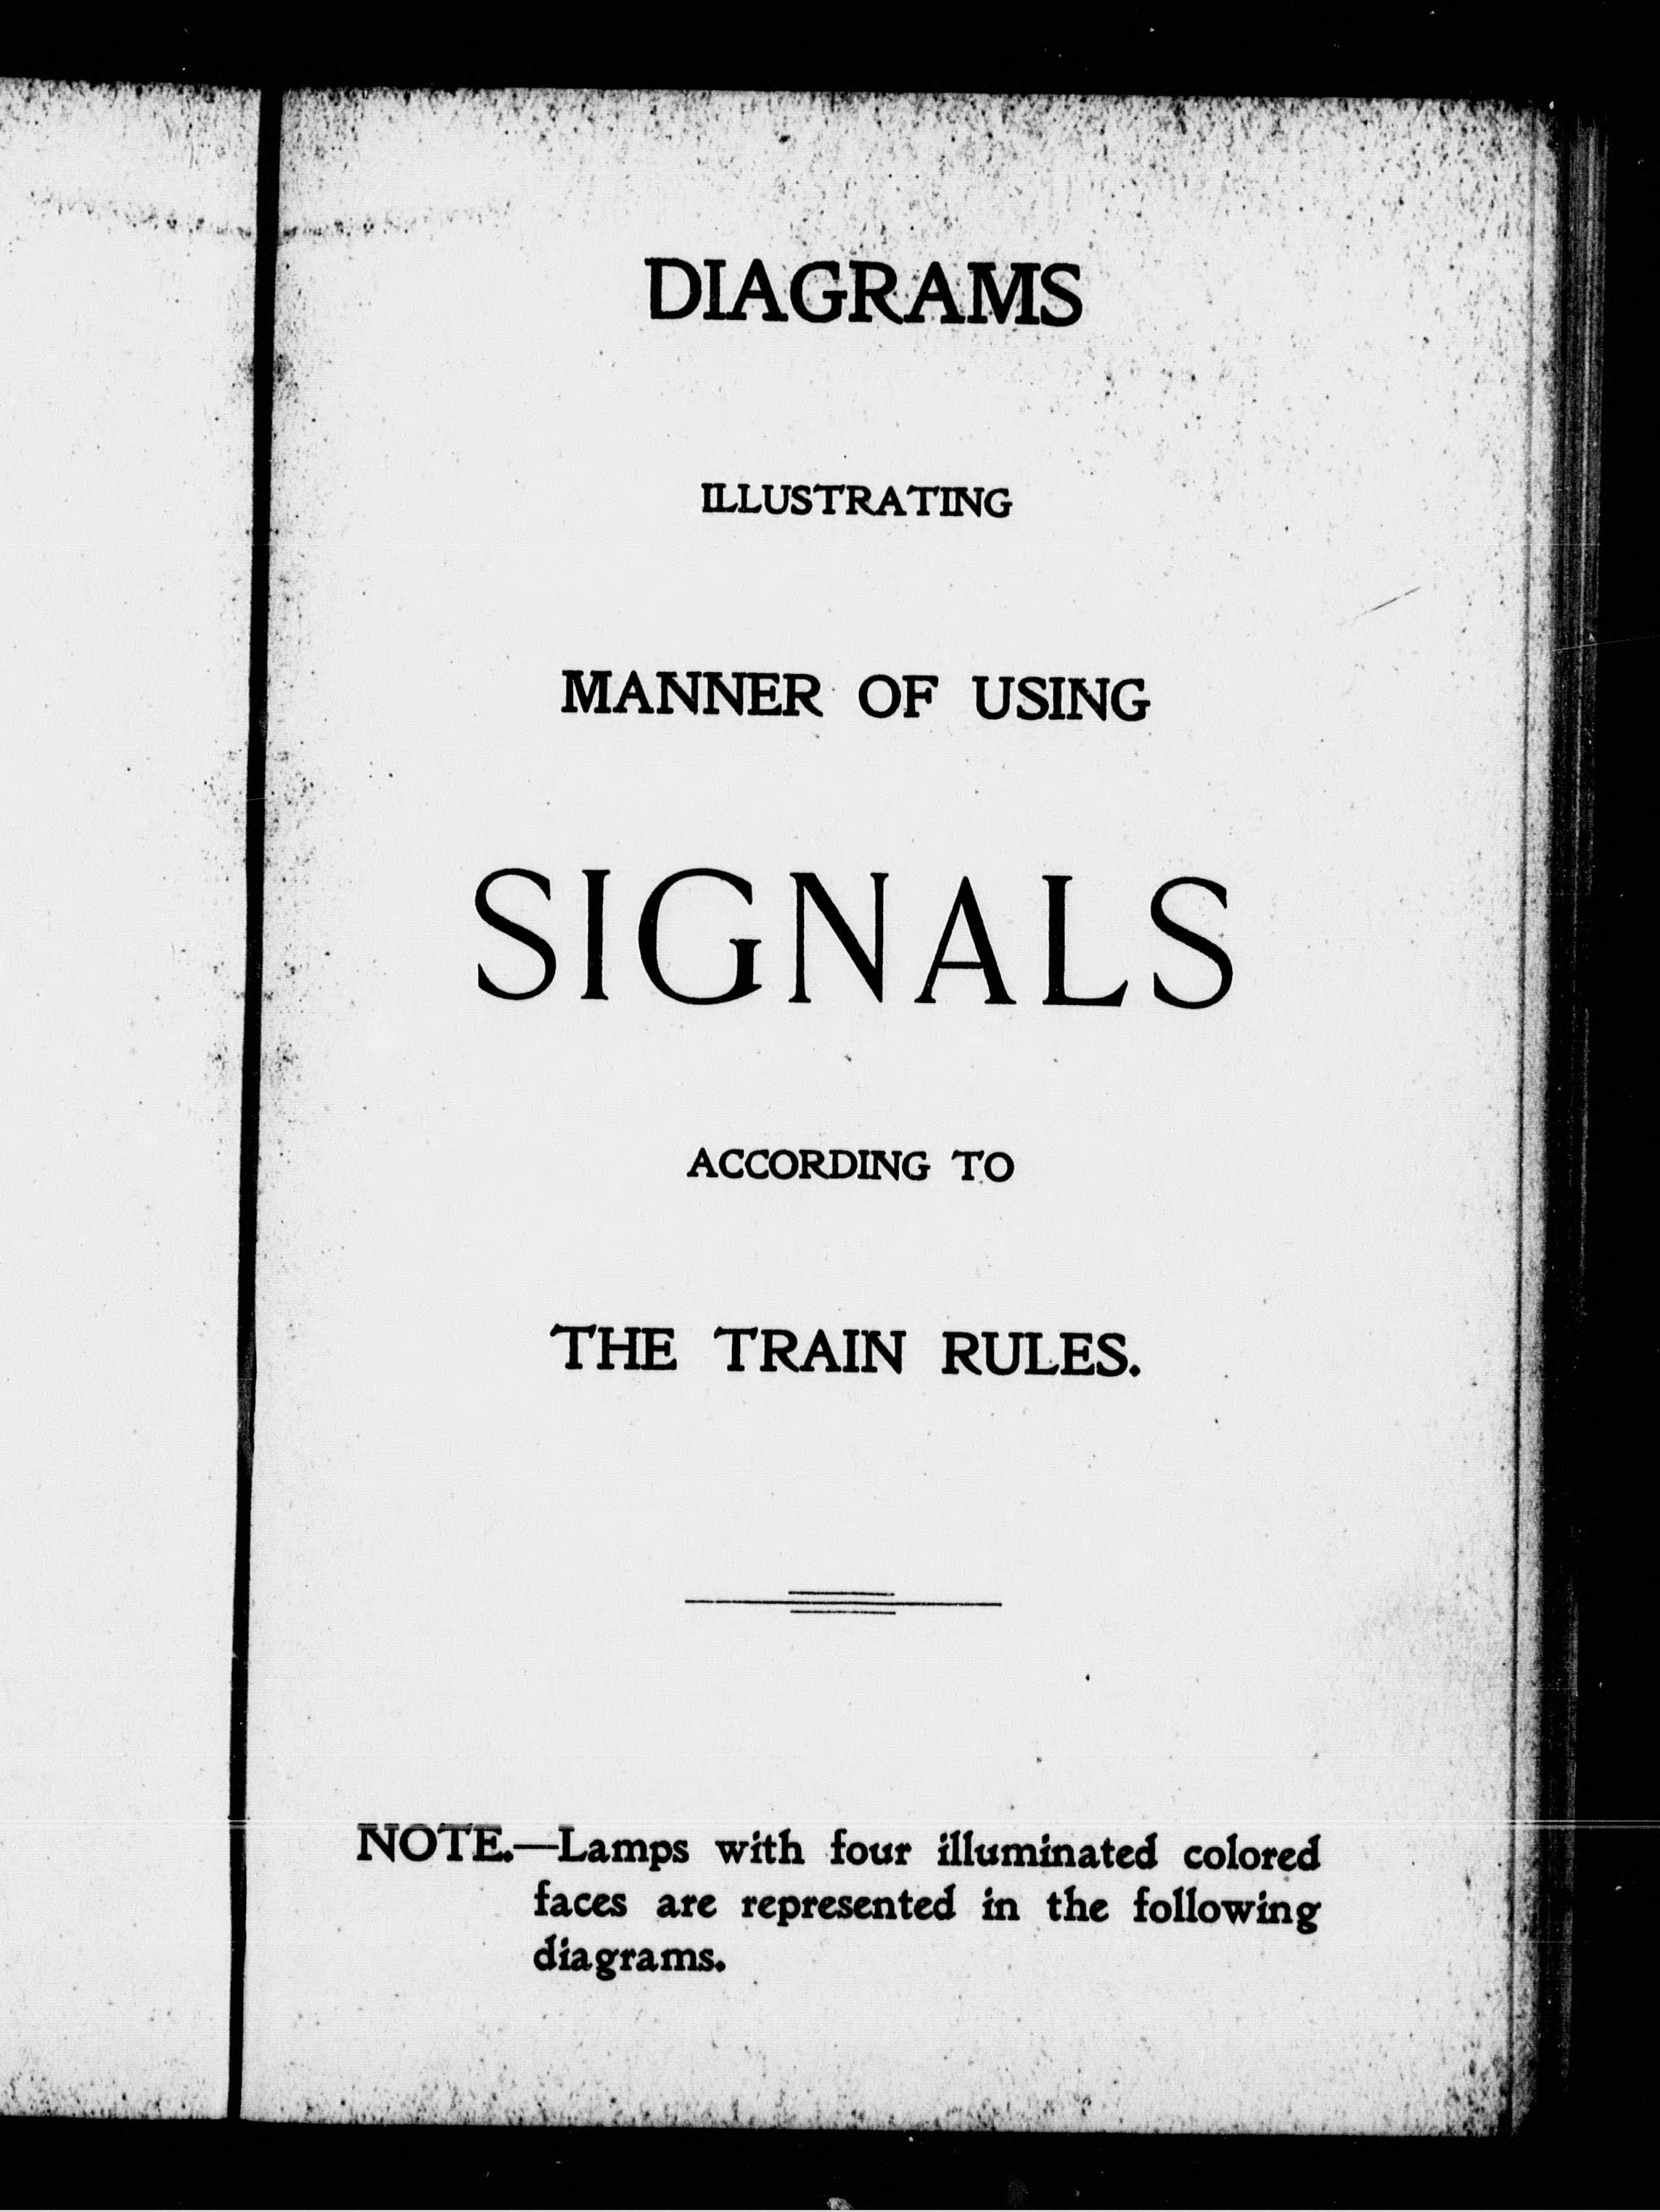 DIAGRAMS
ILLUSTRATING
MANNER OF USING
SIGNALS
ACCORDING TO
THE TRAIN RULES.
NOTE.—Lamps with four illuminated colored
faces are represented in the following
diagrams.